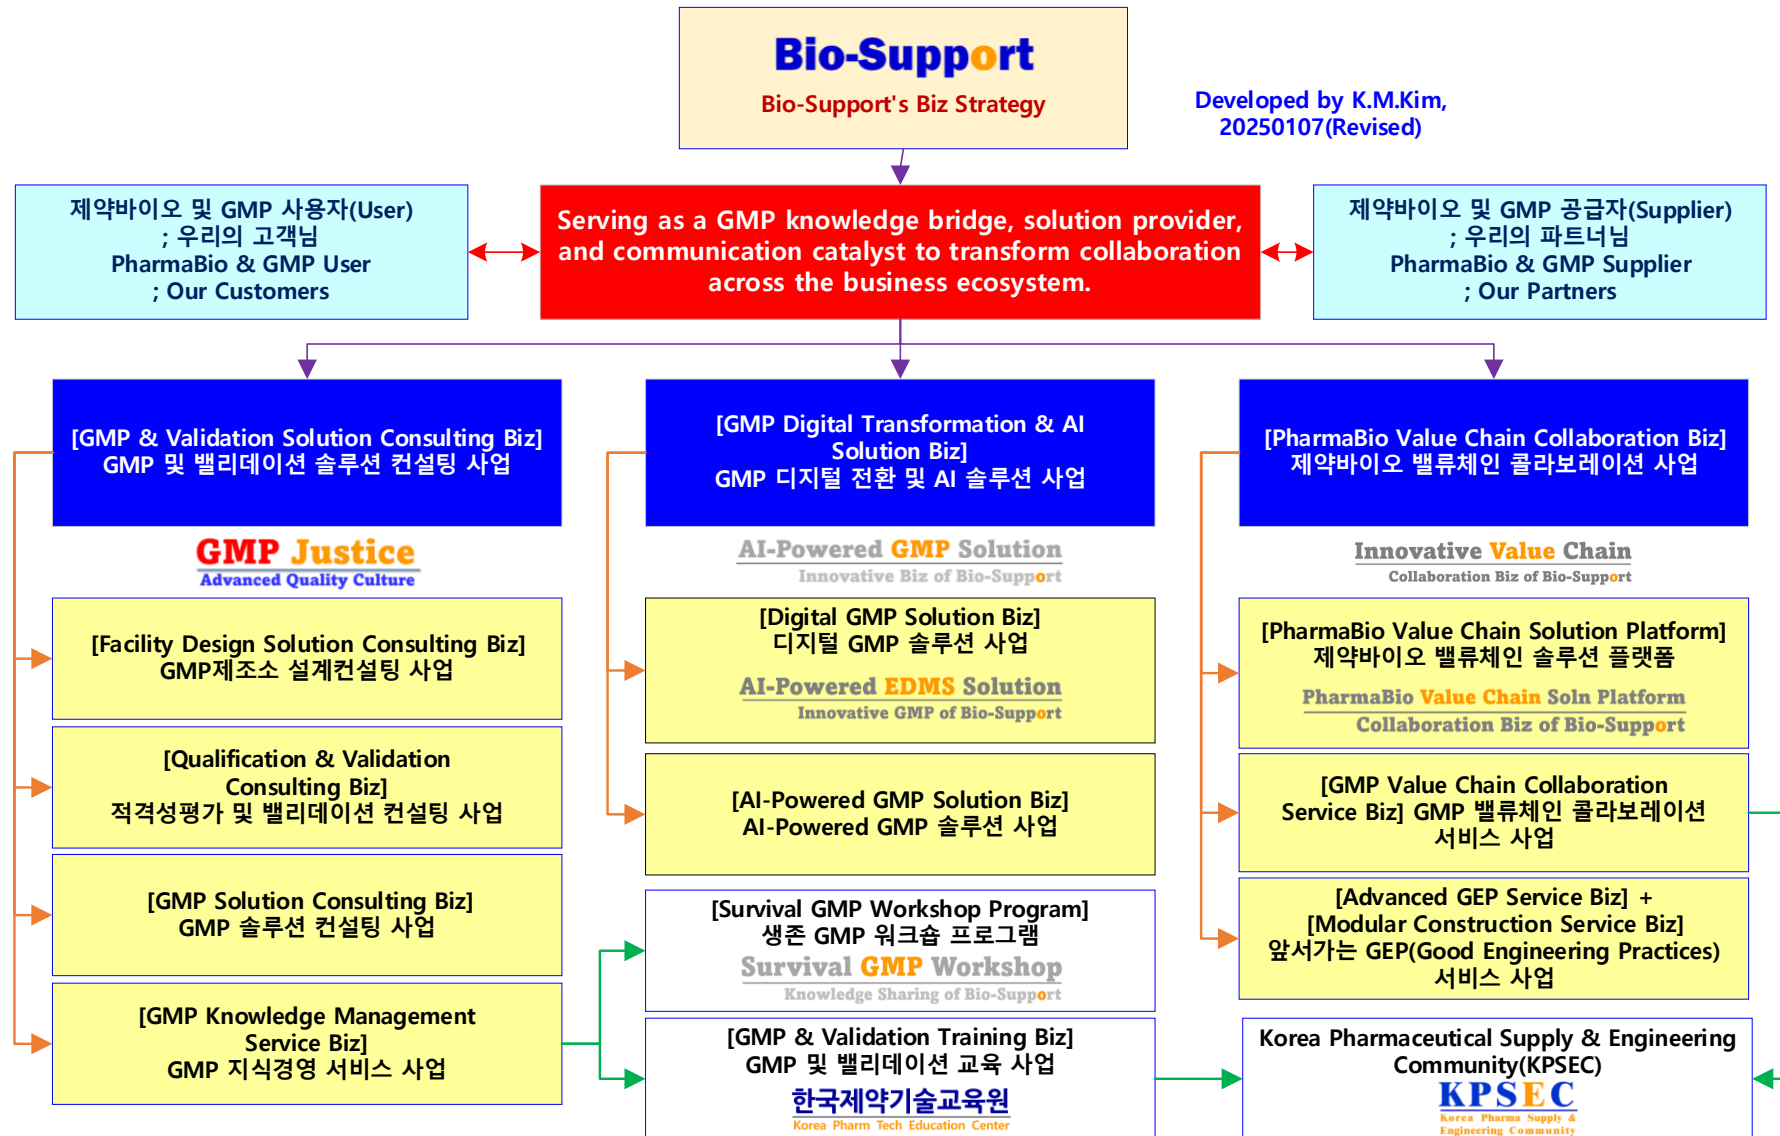 Bio-Support
Bio-Support's Biz Strategy
Developed by K.M.Kim,
20250107(Revised)
제약바이오 및 GMP 사용자(User)
; 우리의 고객님
PharmaBio & GMP User
; Our Customers
Serving as a GMP knowledge bridge, solution provider,
and communication catalyst to transform collaboration
across the business ecosystem.
제약바이오 및 GMP 공급자(Supplier)
; 우리의 파트너님
PharmaBio & GMP Supplier
; Our Partners
[GMP & Validation Solution Consulting Biz]
GMP 및 밸리데이션 솔루션 컨설팅 사업
GMP Justice
Advanced Quality Culture
[Facility Design Solution Consulting Biz]
GMP제조소 설계컨설팅 사업
[Qualification & Validation
Consulting Biz]
적격성평가 및 밸리데이션 컨설팅 사업
[GMP Solution Consulting Biz]
GMP 솔루션 컨설팅 사업
[GMP Knowledge Management
Service Biz]
GMP 지식경영 서비스 사업
[GMP Digital Transformation & AI
Solution Biz]
GMP 디지털 전환 및 AI 솔루션 사업
AI-Powered GMP Solution
Innovative Biz of Bio-Support
[Digital GMP Solution Biz]
디지털 GMP 솔루션 사업
AI-Powered EDMS Solution
Innovative GMP of Bio-Support
[AI-Powered GMP Solution Biz]
AI-Powered GMP 솔루션 사업
[Survival GMP Workshop Program]
생존 GMP 워크숍 프로그램
Survival GMP Workshop
Knowledge Sharing of Bio-Support
[GMP & Validation Training Biz]
GMP 및 밸리데이션 교육 사업
한국제약기술교육원
Korea Pharm Tech Education Center
[PharmaBio Value Chain Collaboration Biz]
제약바이오 밸류체인 콜라보레이션 사업
Innovative Value Chain
Collaboration Biz of Bio-Support
[PharmaBio Value Chain Solution Platform]
제약바이오 밸류체인 솔루션 플랫폼
PharmaBio Value Chain Soln Platform
Collaboration Biz of Bio-Support
[GMP Value Chain Collaboration
Service Biz] GMP 밸류체인 콜라보레이션
서비스 사업
[Advanced GEP Service Biz] +
[Modular Construction Service Biz]
앞서가는 GEP(Good Engineering Practices)
서비스 사업
Korea Pharmaceutical Supply & Engineering
Community(KPSEC)
KPSEC
Korea Pharma Supply &
Engineering Community